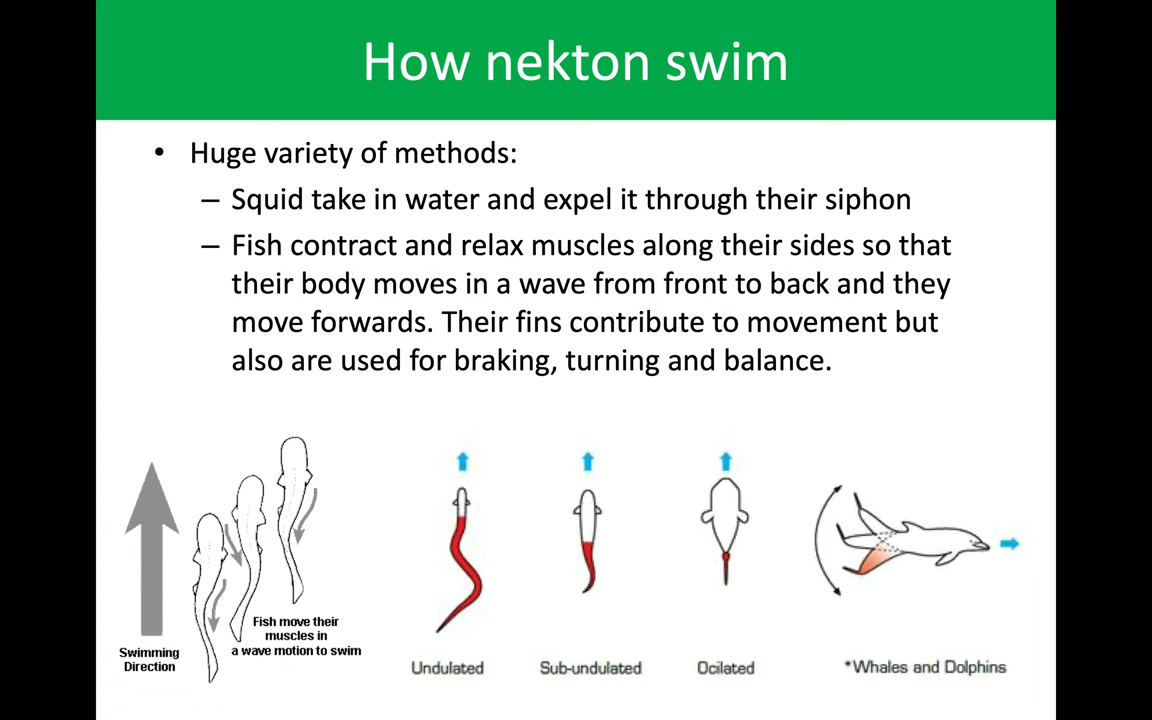 How nekton swim
• Huge variety of methods:
– Squid take in water and expel it through their siphon
– Fish contract and relax muscles along their sides so that
their body moves in a wave from front to back and they
move forwards. Their fins contribute to movement but
also are used for braking, turning and balance.
Fish move their
muscles in
a wave motion to swim
Swimming
Direction
Undulated
Sub-undulated
Ocilated
*Whales and Dolphins